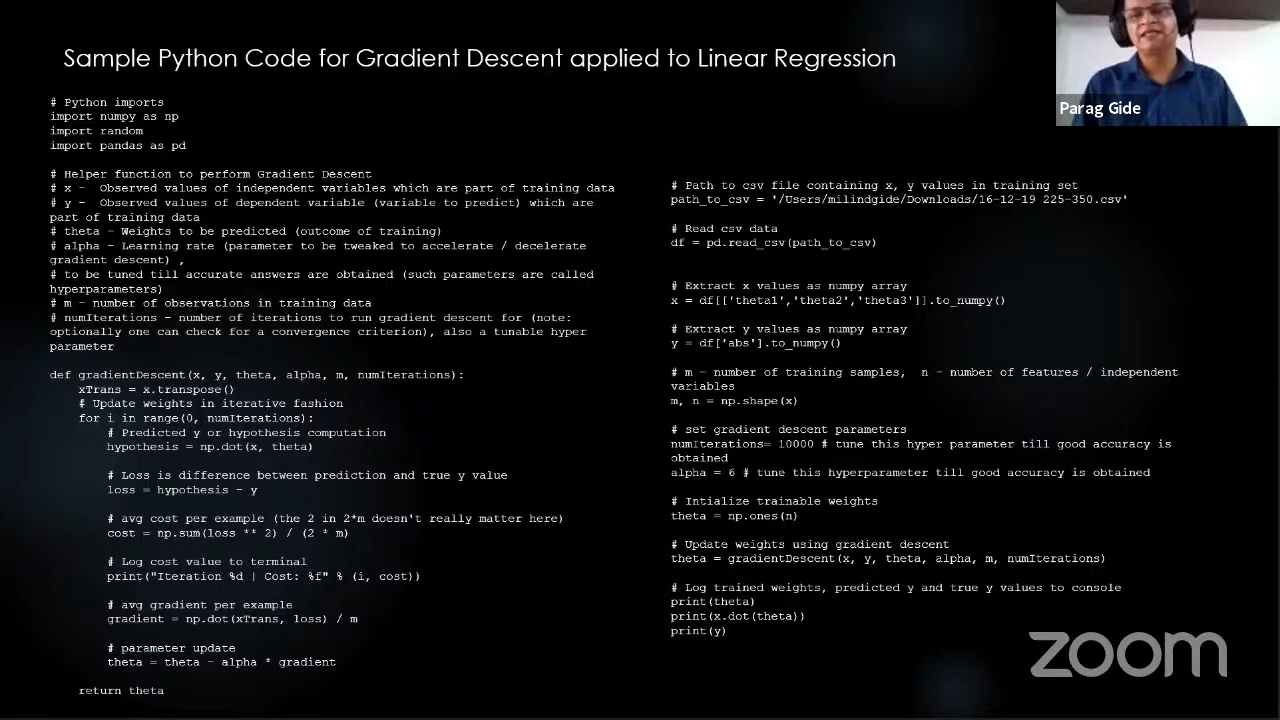 Sample Python Code for Gradient Descent applied to Linear Regression
Parag Gide
# Python imports
import numpy as np
import random
import pandas as pd
# Helper function to perform Gradient Descent
# x - Observed values of independent variables which are part of training data
# y - Observed values of dependent variable (variable to predict) which are
part of training data
# theta - Weights to be predicted (outcome of training)
# alpha - Learning rate (parameter to be tweaked to accelerate / decelerate
gradient descent) ,
# to be tuned till accurate answers are obtained (such parameters are called
hyperparameters)
# m - number of observations in training data
# numIterations - number of iterations to run gradient descent for (note:
optionally one can check for a convergence criterion), also a tunable hyper
parameter
def gradientDescent(x, y, theta, alpha, m, numIterations):
xTrans = x.transpose()
# Update weights in iterative fashion
for i in range(0, numIterations):
# Predicted y or hypothesis computation
hypothesis = np.dot(x, theta)
# Loss is difference between prediction and true y value
loss = hypothesis - y
# avg cost per example (the 2 in 2*m doesn't really matter here)
cost = np.sum(loss ** 2) / (2 * m)
# Log cost value to terminal
print("Iteration %d | Cost: %f" % (i, cost))
# avg gradient per example
gradient = np.dot(xTrans, loss) / m
# parameter update
theta = theta - alpha * gradient
return theta
# Path to csv file containing x, y values in training set
path_to_csv = '/Users/milindgide/Downloads/16-12-19 225-350.csv'
# Read csv data
df = pd.read_csv(path_to_csv)
# Extract x values as numpy array
x = df[['theta1','theta2','theta3']].to_numpy()
# Extract y values as numpy array
y = df['abs'].to_numpy()
# m - number of training samples, n - number of features / independent
variables
m, n = np.shape(x)
# set gradient descent parameters
numIterations= 10000 # tune this hyper parameter till good accuracy is
obtained
alpha = 6 # tune this hyperparameter till good accuracy is obtained
# Intialize trainable weights
theta = np.ones(n)
# Update weights using gradient descent
theta = gradientDescent(x, y, theta, alpha, m, numIterations)
# Log trained weights, predicted y and true y values to console
print(theta)
print(x.dot(theta))
print(y)
zoom